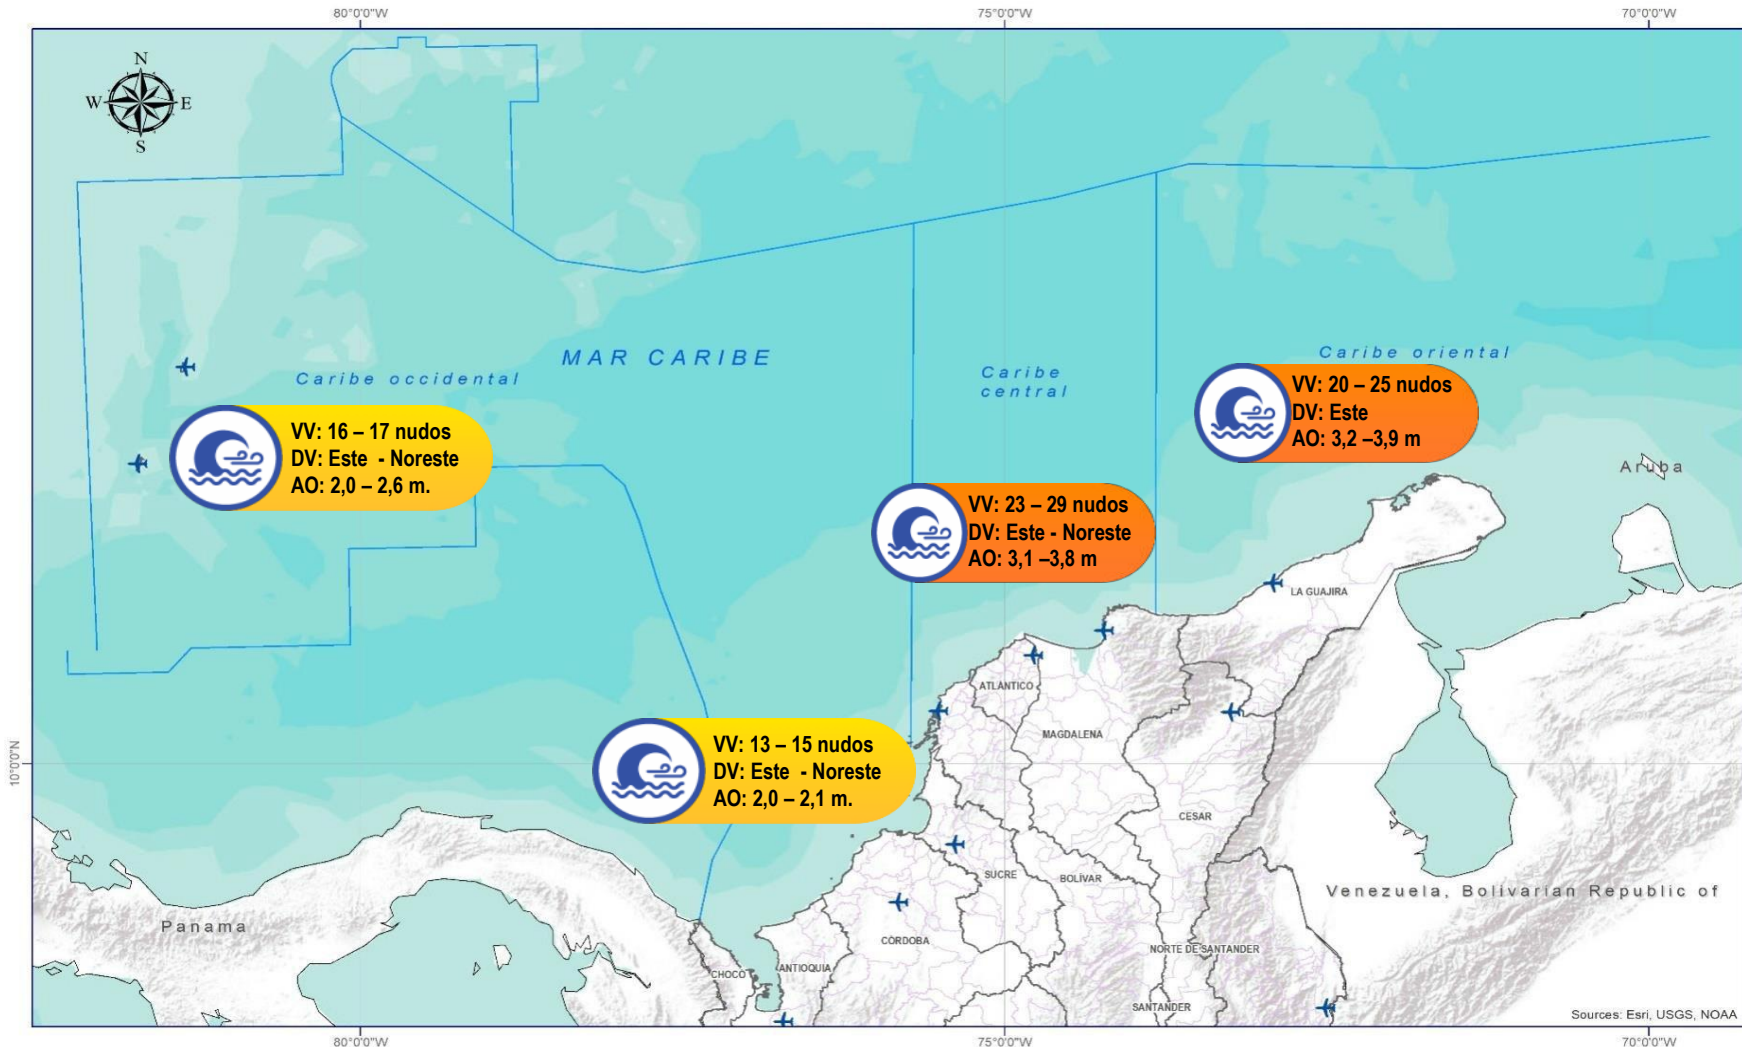 80°0'0"W
75°0'0"W
70°0'0"W
N
W
E
S
MAR CARIBE
Caribe occidental
Caribe
central
Caribe oriental
VV: 20 – 25 nudos
DV: Este
AO: 3,2 –3,9 m
VV: 16 – 17 nudos
DV: Este - Noreste
AO: 2,0 – 2,6 m.
Aruba
VV: 23 – 29 nudos
DV: Este - Noreste
AO: 3,1 –3,8 m
LA GUAJIRA
ATLÁNTICO
MAGDALENA
10°0'0"N
VV: 13 – 15 nudos
DV: Este - Noreste
AO: 2,0 – 2,1 m.
CESAR
SUCRE
BOLÍVAR
Venezuela, Bolivarian Republic of
Panama
CÓRDOBA
NORTE DE SANTANDER
CHOCO
ANTIOQUIA
SANTANDER
Sources: Esri, USGS, NOAA
80°0'0"W
75°0'0"W
70°0'0"W